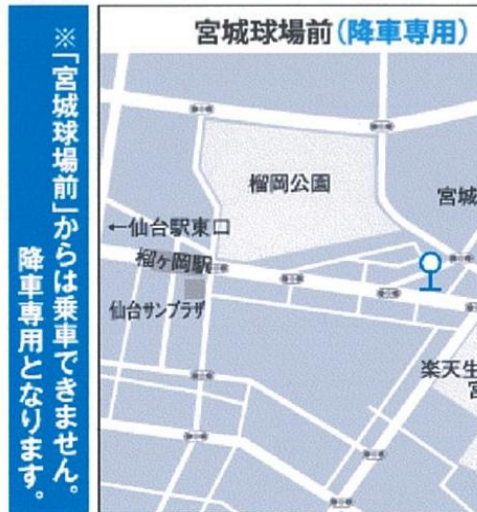 宮城球場前(降車専用)
※「宮城球場前」からは乗車できません。
降車専用となります。
榴岡公園
宮城
←仙台駅東口
榴ヶ岡駅
仙台サンプラザ
楽天生
宮